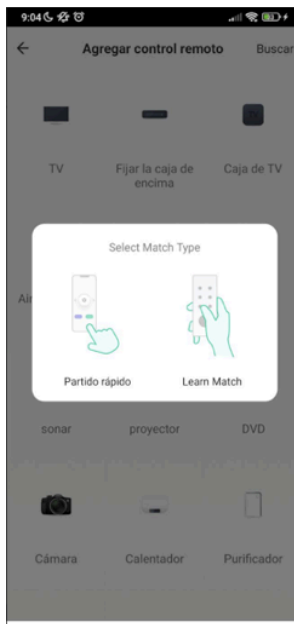 9:04
Agregar control remoto
Buscar
TV
Fijar la caja de
encima
Caja de TV
Select Match Type
Air
Partido rápido
Learn Match
sonar
proyector
DVD
Cámara
Calentador
Purificador